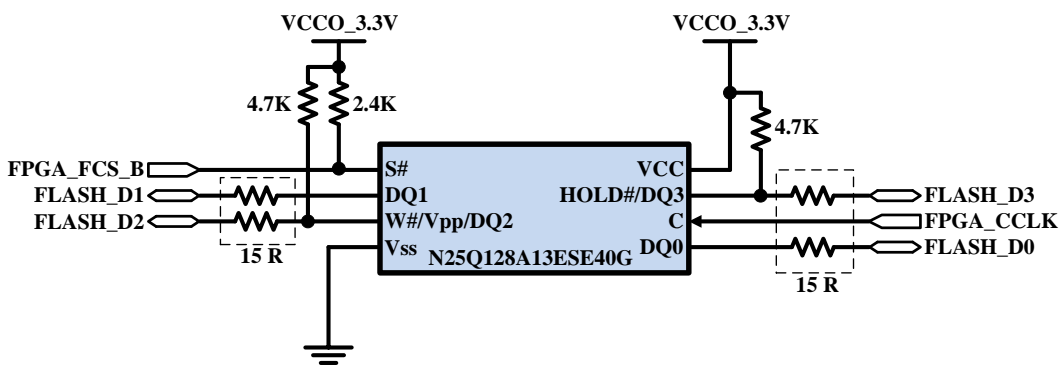 VCCO_3.3V
VCCO_3.3V
4.7K
2.4K
4.7K
FPGA_FCS_B
S#
VCC
FLASH_D1
DQ1
HOLD#/DQ3
FLASH_D3
FLASH_D2
W#/Vpp/DQ2
C
FPGA_CCLK
Vss
DQ0
FLASH_D0
15 R
N25Q128A13ESE40G
15 R